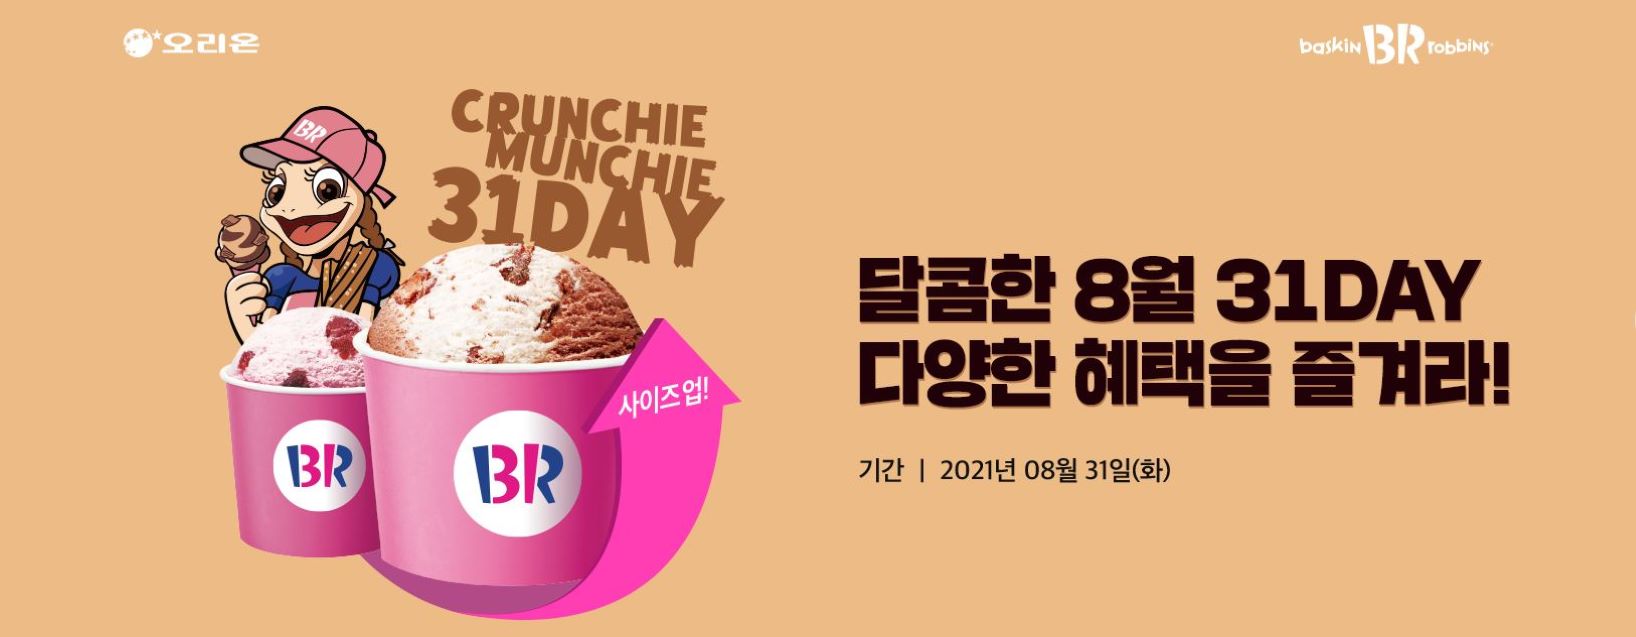 오리온
baskin BR robbins
BR
CRUNCHIE
MUNCHIE
31DAY
달콤한 8월 31DAY
다양한 혜택을 즐겨라!
사이즈업!
기간 | 2021년 08월 31일(화)
BR
BR